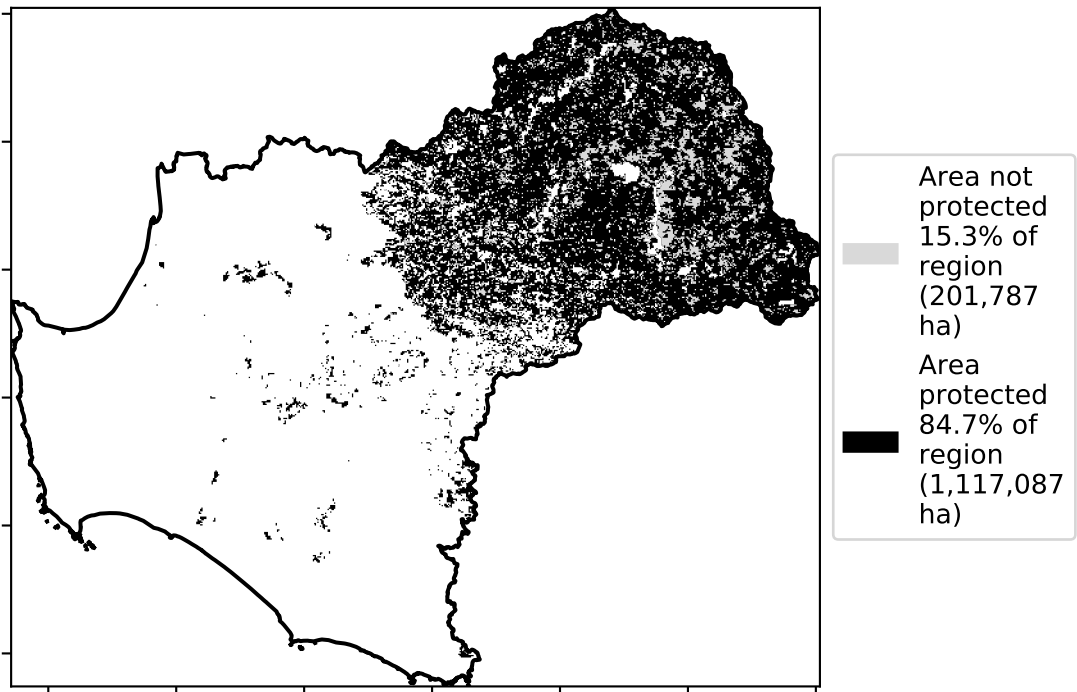 Area not
protected
15.3% of
region
(201,787
ha)
Area
protected
84.7% of
region
(1,117,087
ha)